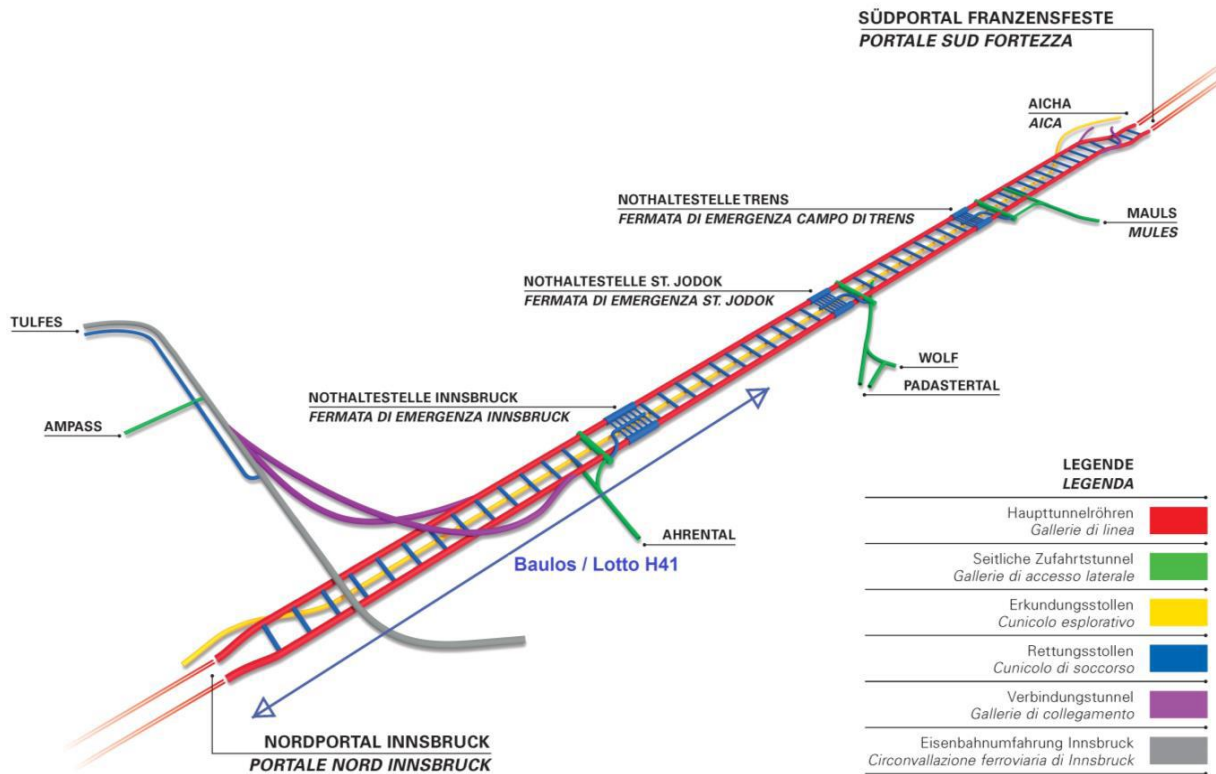 SÜDPORTAL FRANZENSFESTE
PORTALE SUD FORTEZZA
AICHA
AICA
NOTHALTESTELLE TRENS
FERMATA DI EMERGENZA CAMPO DI TRENS
MAULS
MULES
NOTHALTESTELLE ST. JODOK
FERMATA DI EMERGENZA ST. JODOK
TULFES
WOLF
PADASTERTAL
NOTHALTESTELLE INNSBRUCK
FERMATA DI EMERGENZA INNSBRUCK
AMPASS
AHRENTAL
Baulos / Lotto H41
NORDPORTAL INNSBRUCK
PORTALE NORD INNSBRUCK
LEGENDE
LEGENDA
Haupttunnelröhren
Gallerie di linea
Seitliche Zufahrtstunnel
Gallerie di accesso laterale
Erkundungsstollen
Cunicolo esplorativo
Rettungsstollen
Cunicolo di soccorso
Verbindungstunnel
Gallerie di collegamento
Eisenbahnumfahrung Innsbruck
Circonvallazione ferroviaria di Innsbruck